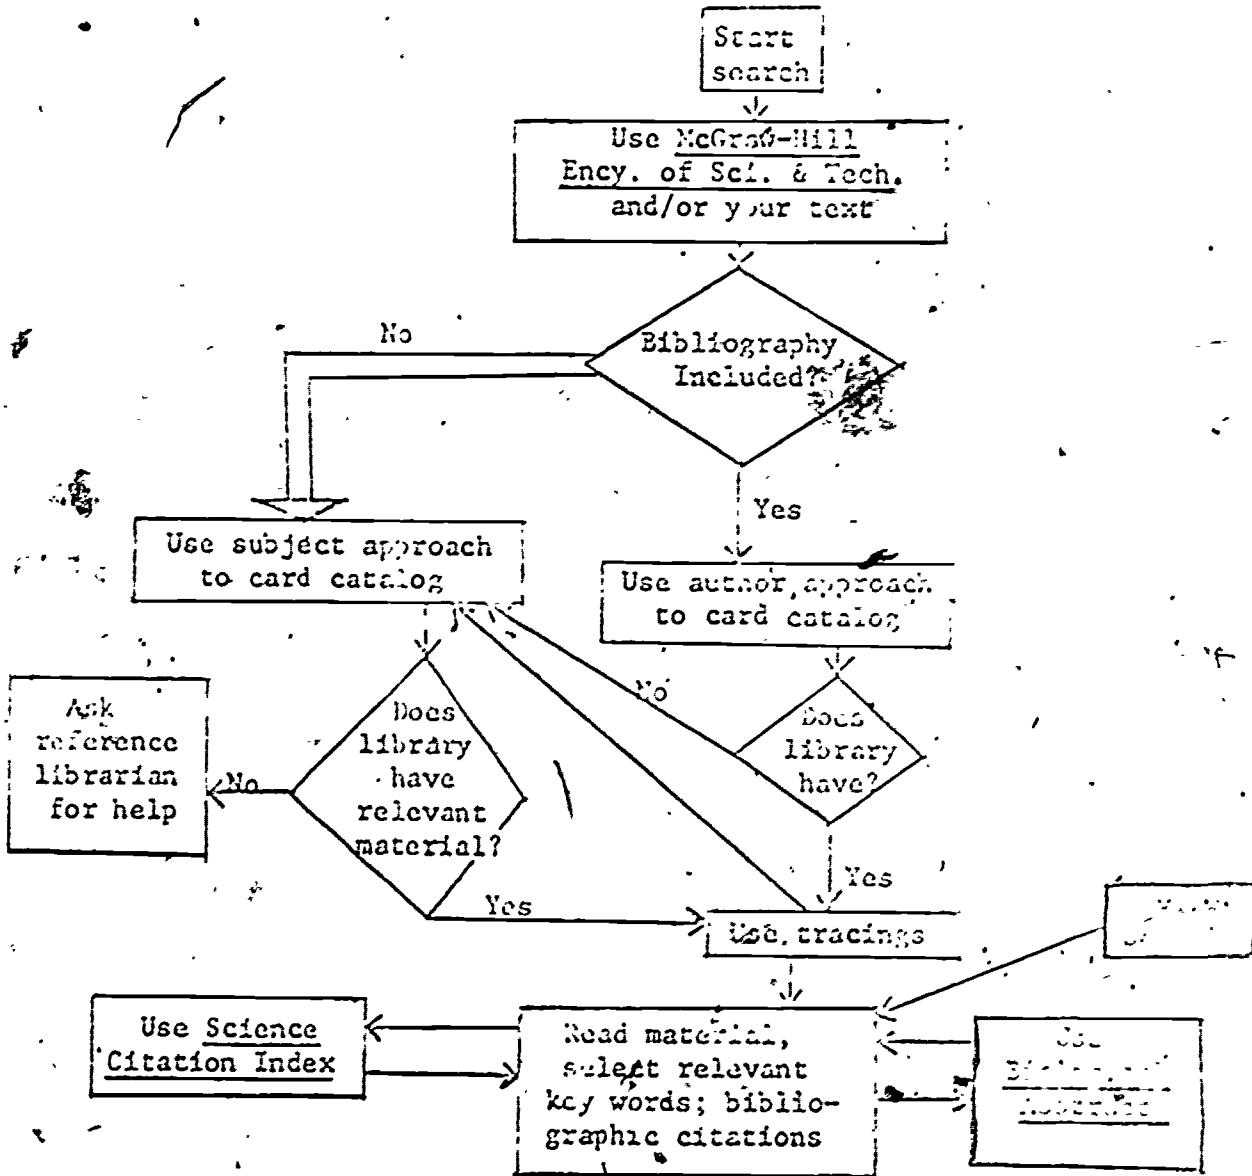 Start
search
Use McGraw-Hill
Ency. of Sci. & Tech.
and/or your text
Bibliography
Included?
No
Yes
Use subject approach
to card catalog
Use author approach
to card catalog
No
Ask
reference
librarian
for help
No
Does
library
have
relevant
material?
Does
library
have?
Yes
Yes
Use tracings
Use Science
Citation Index
Read material,
select relevant
key words; biblio-
graphic citations
Use